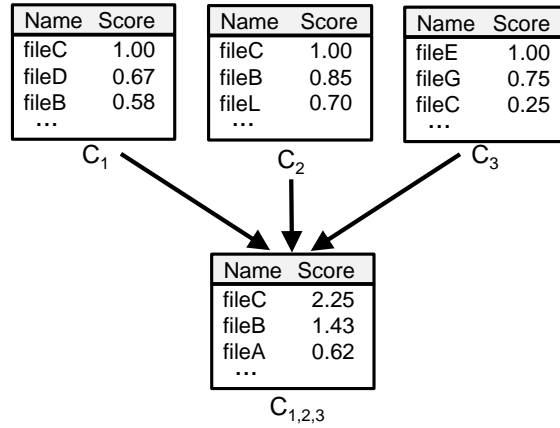 Name Score
fileC 1.00
fileD 0.67
fileB 0.58
...
C1
Name Score
fileC 1.00
fileB 0.85
fileL 0.70
...
C2
Name Score
fileE 1.00
fileG 0.75
fileC 0.25
...
C3
Name Score
fileC 2.25
fileB 1.43
fileA 0.62
...
C1,2,3